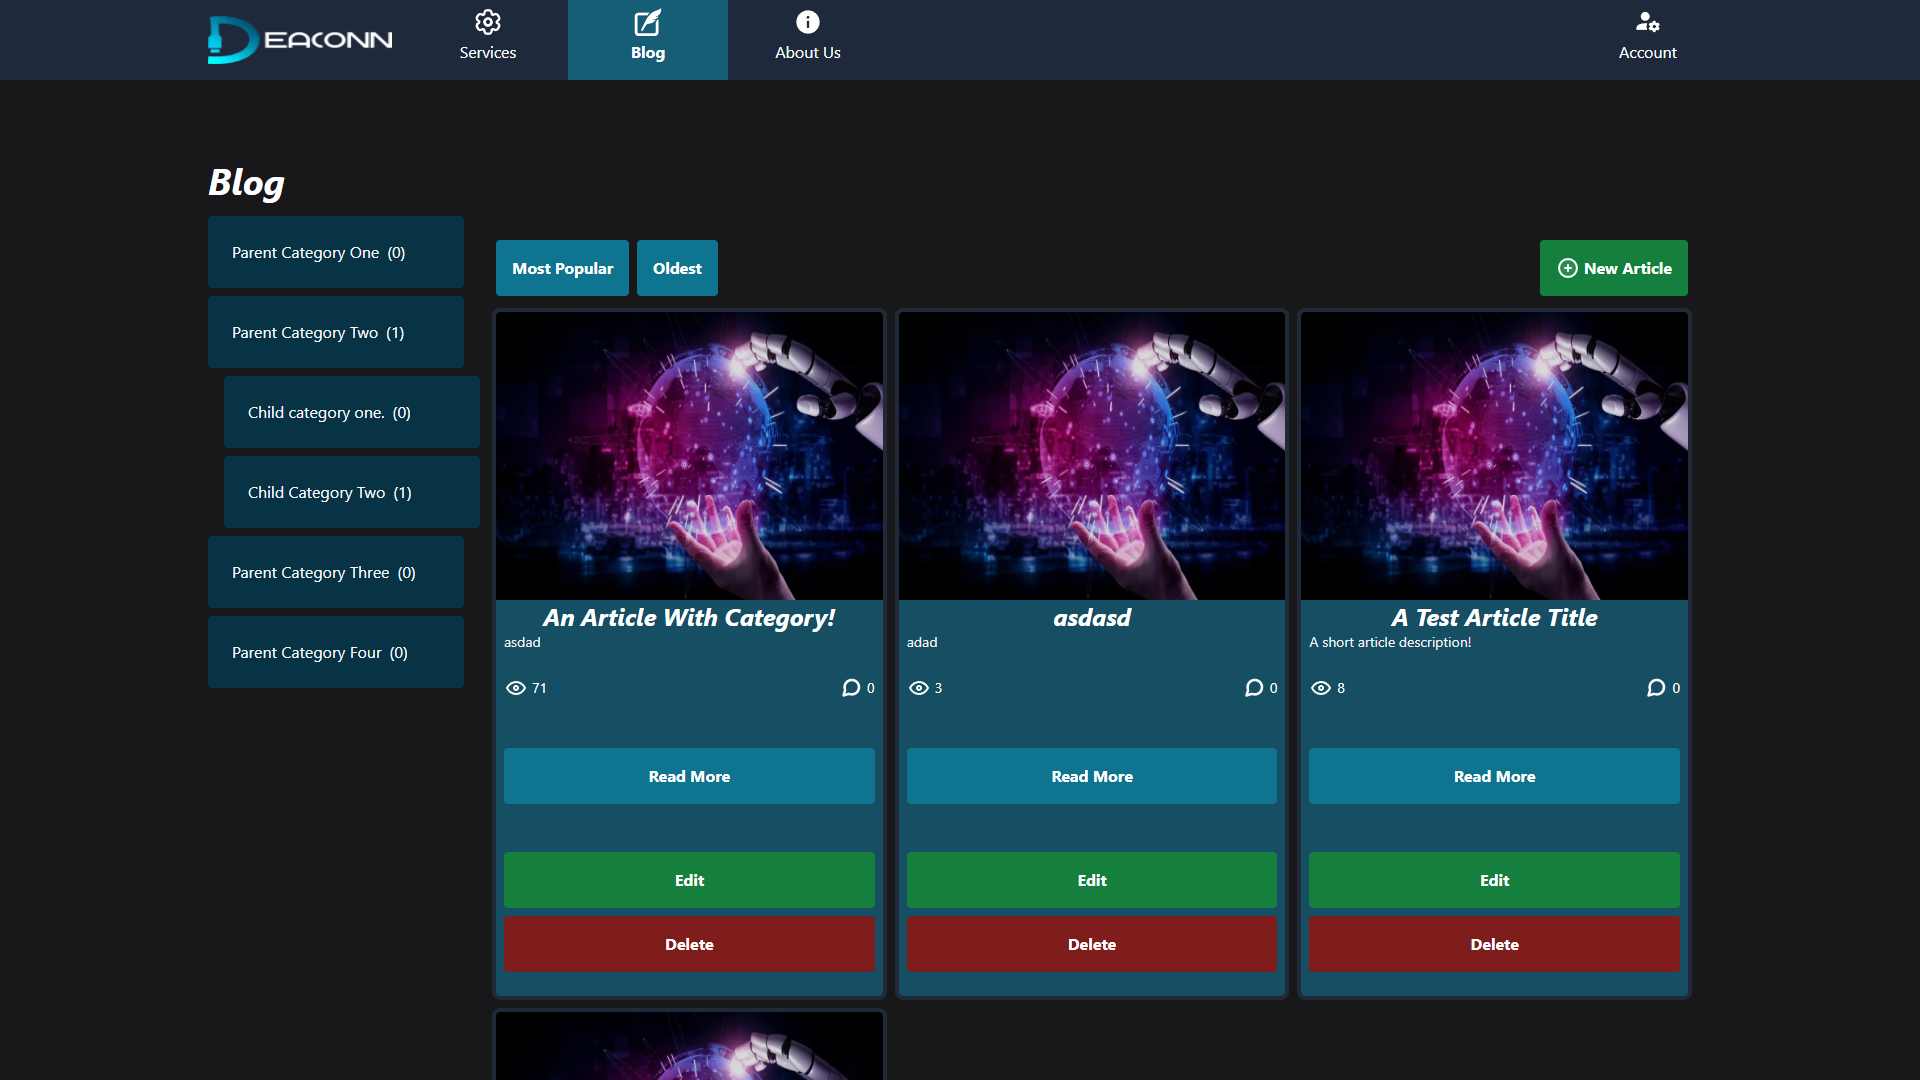 DEACONN
Services
Blog
About Us
Account
Blog
Parent Category One (0)
Parent Category Two (1)
Child category one. (0)
Child Category Two (1)
Parent Category Three (0)
Parent Category Four (0)
Most Popular
Oldest
New Article
An Article With Category!
asdad
71
0
Read More
Edit
Delete
asdasd
adad
3
0
Read More
Edit
Delete
A Test Article Title
A short article description!
8
0
Read More
Edit
Delete